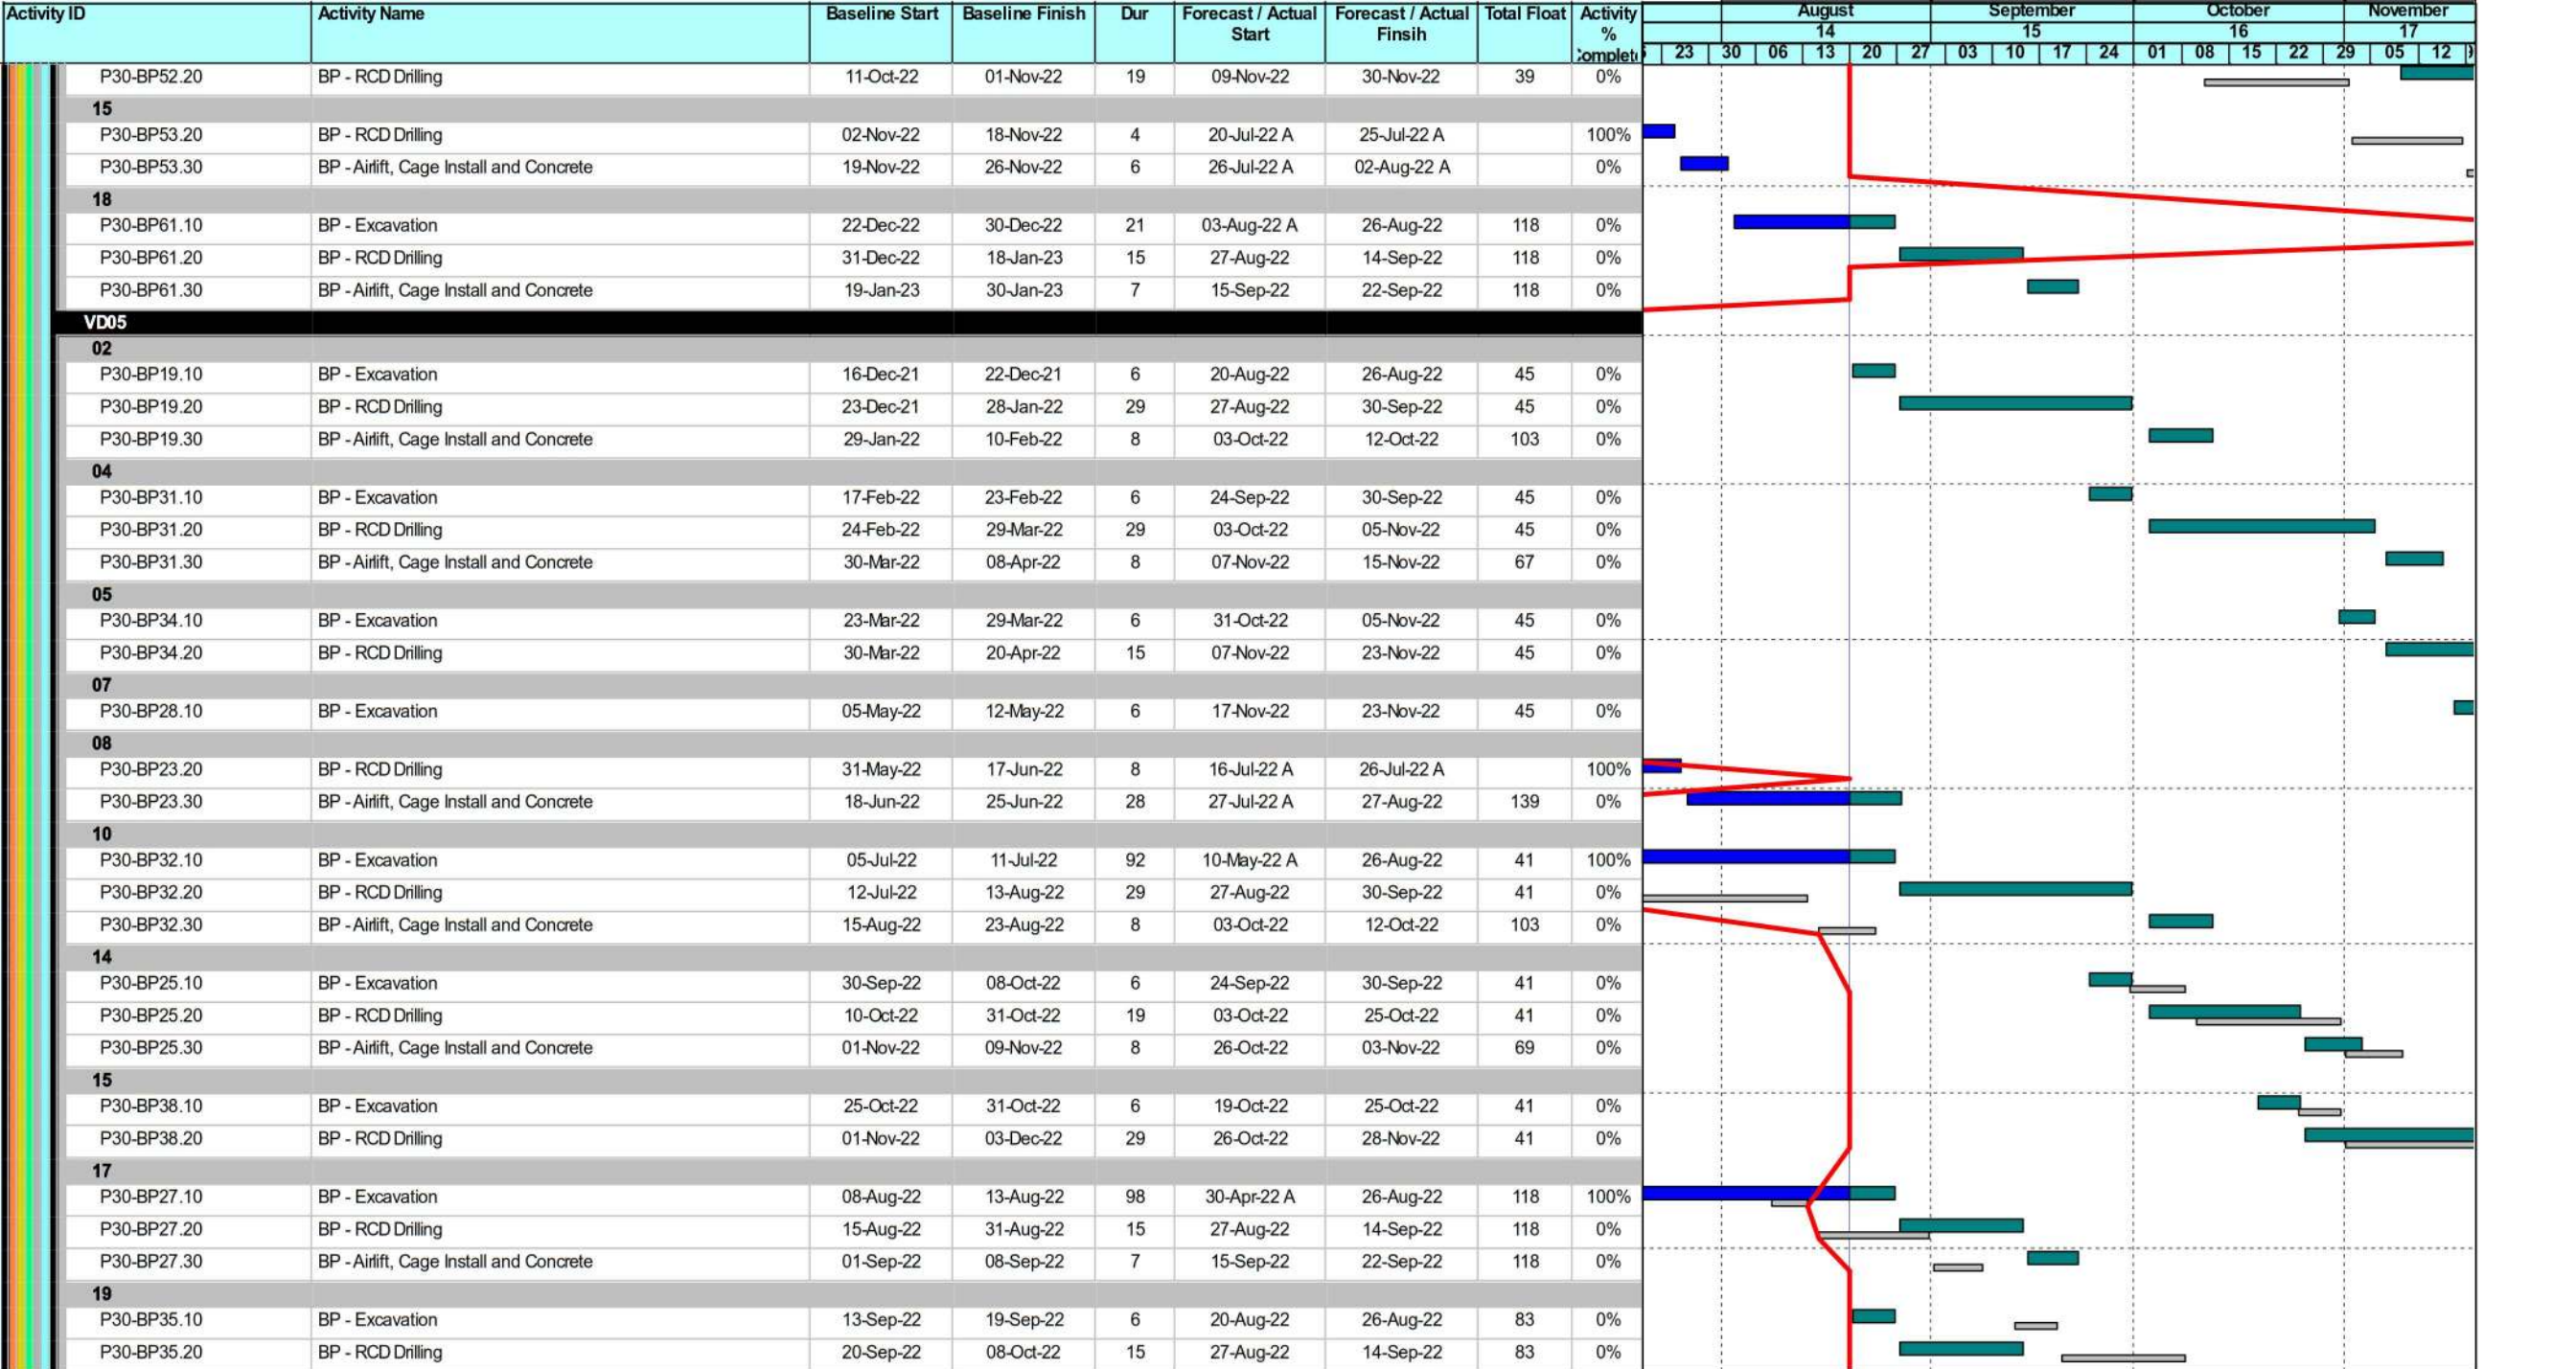 Activity ID Activity Name Baseline Start Baseline Finish Dur Forecast / Actual Start Forecast / Actual Finsih Total Float Activity % August September October November
14 15 16 17
23 30 06 13 20 27 03 10 17 24 01 08 15 22 29 05 12
P30-BP52.20 BP - RCD Drilling 11-Oct-22 01-Nov-22 19 09-Nov-22 30-Nov-22 39 0%
15
P30-BP53.20 BP - RCD Drilling 02-Nov-22 18-Nov-22 4 20-Jul-22 A 25-Jul-22 A 100%
P30-BP53.30 BP - Airlift, Cage Install and Concrete 19-Nov-22 26-Nov-22 6 26-Jul-22 A 02-Aug-22 A 0%
18
P30-BP61.10 BP - Excavation 22-Dec-22 30-Dec-22 21 03-Aug-22 A 26-Aug-22 118 0%
P30-BP61.20 BP - RCD Drilling 31-Dec-22 18-Jan-23 15 27-Aug-22 14-Sep-22 118 0%
P30-BP61.30 BP - Airlift, Cage Install and Concrete 19-Jan-23 30-Jan-23 7 15-Sep-22 22-Sep-22 118 0%
VD05
02
P30-BP19.10 BP - Excavation 16-Dec-21 22-Dec-21 6 20-Aug-22 26-Aug-22 45 0%
P30-BP19.20 BP - RCD Drilling 23-Dec-21 28-Jan-22 29 27-Aug-22 30-Sep-22 45 0%
P30-BP19.30 BP - Airlift, Cage Install and Concrete 29-Jan-22 10-Feb-22 8 03-Oct-22 12-Oct-22 103 0%
04
P30-BP31.10 BP - Excavation 17-Feb-22 23-Feb-22 6 24-Sep-22 30-Sep-22 45 0%
P30-BP31.20 BP - RCD Drilling 24-Feb-22 29-Mar-22 29 03-Oct-22 05-Nov-22 45 0%
P30-BP31.30 BP - Airlift, Cage Install and Concrete 30-Mar-22 08-Apr-22 8 07-Nov-22 15-Nov-22 67 0%
05
P30-BP34.10 BP - Excavation 23-Mar-22 29-Mar-22 6 31-Oct-22 05-Nov-22 45 0%
P30-BP34.20 BP - RCD Drilling 30-Mar-22 20-Apr-22 15 07-Nov-22 23-Nov-22 45 0%
07
P30-BP28.10 BP - Excavation 05-May-22 12-May-22 6 17-Nov-22 23-Nov-22 45 0%
08
P30-BP23.20 BP - RCD Drilling 31-May-22 17-Jun-22 8 16-Jul-22 A 26-Jul-22 A 100%
P30-BP23.30 BP - Airlift, Cage Install and Concrete 18-Jun-22 25-Jun-22 28 27-Jul-22 A 27-Aug-22 139 0%
10
P30-BP32.10 BP - Excavation 05-Jul-22 11-Jul-22 92 10-May-22 A 26-Aug-22 41 100%
P30-BP32.20 BP - RCD Drilling 12-Jul-22 13-Aug-22 29 27-Aug-22 30-Sep-22 41 0%
P30-BP32.30 BP - Airlift, Cage Install and Concrete 15-Aug-22 23-Aug-22 8 03-Oct-22 12-Oct-22 103 0%
14
P30-BP25.10 BP - Excavation 30-Sep-22 08-Oct-22 6 24-Sep-22 30-Sep-22 41 0%
P30-BP25.20 BP - RCD Drilling 10-Oct-22 31-Oct-22 19 03-Oct-22 25-Oct-22 41 0%
P30-BP25.30 BP - Airlift, Cage Install and Concrete 01-Nov-22 09-Nov-22 8 26-Oct-22 03-Nov-22 69 0%
15
P30-BP38.10 BP - Excavation 25-Oct-22 31-Oct-22 6 19-Oct-22 25-Oct-22 41 0%
P30-BP38.20 BP - RCD Drilling 01-Nov-22 03-Dec-22 29 26-Oct-22 28-Nov-22 41 0%
17
P30-BP27.10 BP - Excavation 08-Aug-22 13-Aug-22 98 30-Apr-22 A 26-Aug-22 118 100%
P30-BP27.20 BP - RCD Drilling 15-Aug-22 31-Aug-22 15 27-Aug-22 14-Sep-22 118 0%
P30-BP27.30 BP - Airlift, Cage Install and Concrete 01-Sep-22 08-Sep-22 7 15-Sep-22 22-Sep-22 118 0%
19
P30-BP35.10 BP - Excavation 13-Sep-22 19-Sep-22 6 20-Aug-22 26-Aug-22 83 0%
P30-BP35.20 BP - RCD Drilling 20-Sep-22 08-Oct-22 15 27-Aug-22 14-Sep-22 83 0%